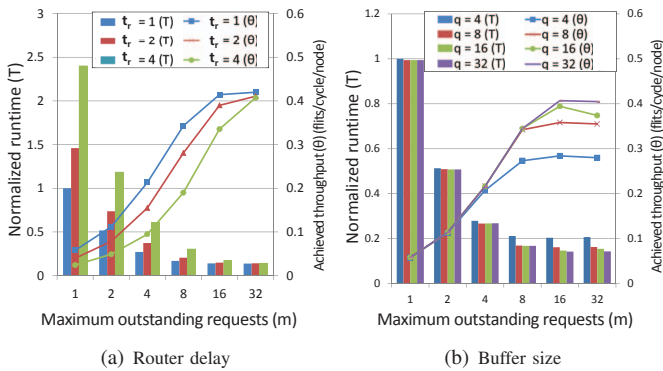 3
2.5
2
1.5
1
0.5
0
0.6
0.5
0.4
0.3
0.2
0.1
0
1 2 4 8 16 32
Normalized runtime (T)
Achieved throughput (θ) (flits/cycle/node)
Maximum outstanding requests (m)
t_r = 1 (T) t_r = 1 (θ)
t_r = 2 (T) t_r = 2 (θ)
t_r = 4 (T) t_r = 4 (θ)
(a) Router delay
1.2
1.0
0.8
0.6
0.4
0.2
0
0.6
0.5
0.4
0.3
0.2
0.1
0
1 2 4 8 16 32
Normalized runtime (T)
Achieved throughput (θ) (flits/cycle/node)
Maximum outstanding requests (m)
q = 4 (T) q = 4 (θ)
q = 8 (T) q = 8 (θ)
q = 16 (T) q = 16 (θ)
q = 32 (T) q = 32 (θ)
(b) Buffer size